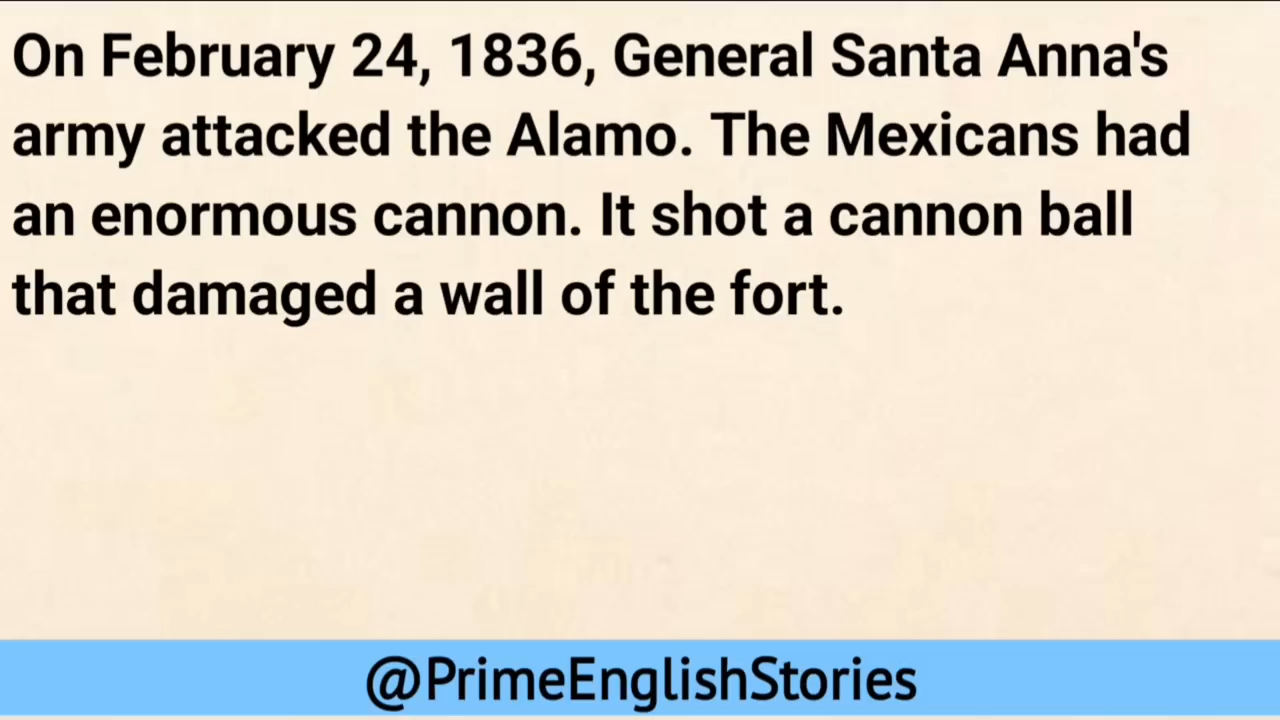 On February 24, 1836, General Santa Anna's
army attacked the Alamo. The Mexicans had
an enormous cannon. It shot a cannon ball
that damaged a wall of the fort.
@PrimeEnglishStories